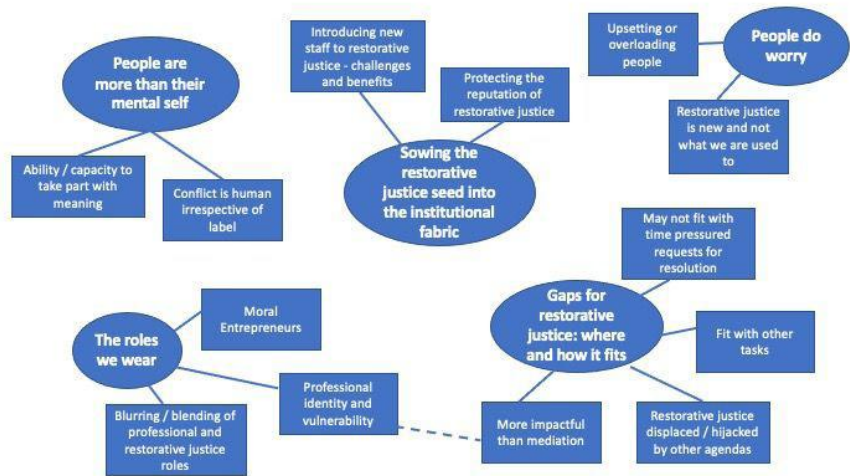 People are
more than their
mental self
Ability / capacity to
take part with
meaning
Conflict is human
irrespective of
label
Introducing new
staff to restorative
justice - challenges
and benefits
Protecting the
reputation of
restorative justice
Sowing the
restorative
justice seed into
the institutional
fabric
Upsetting or
overloading
people
People do
worry
Restorative justice
is new and not
what we are used
to
The roles
we wear
Moral
Entrepreneurs
Professional
identity and
vulnerability
Blurring / blending of
professional and
restorative justice
roles
May not fit with
time pressured
requests for
resolution
Gaps for
restorative
justice: where
and how it fits
Fit with other
tasks
More impactful
than mediation
Restorative justice
displaced / hijacked
by other agendas